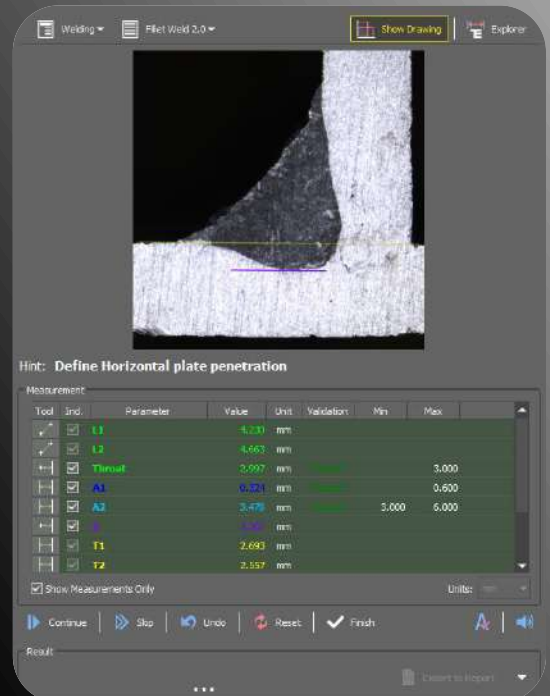 Welding Fillet Weld 2.0 Show Drawing Explorer
Hint: Define Horizontal plate penetration
Measurement
Tool Ind. Parameter Value Unit Validation Min Max
L1 mm
L2 4.663 mm
Throat 2.997 mm 3.000
A1 0.324 mm 0.600
A2 3.478 mm 3.000 6.000
mm
T1 2.693 mm
T2 2.557 mm
Show Measurements Only Units:
Continue Skip Undo Reset Finish
Result
Export to Report